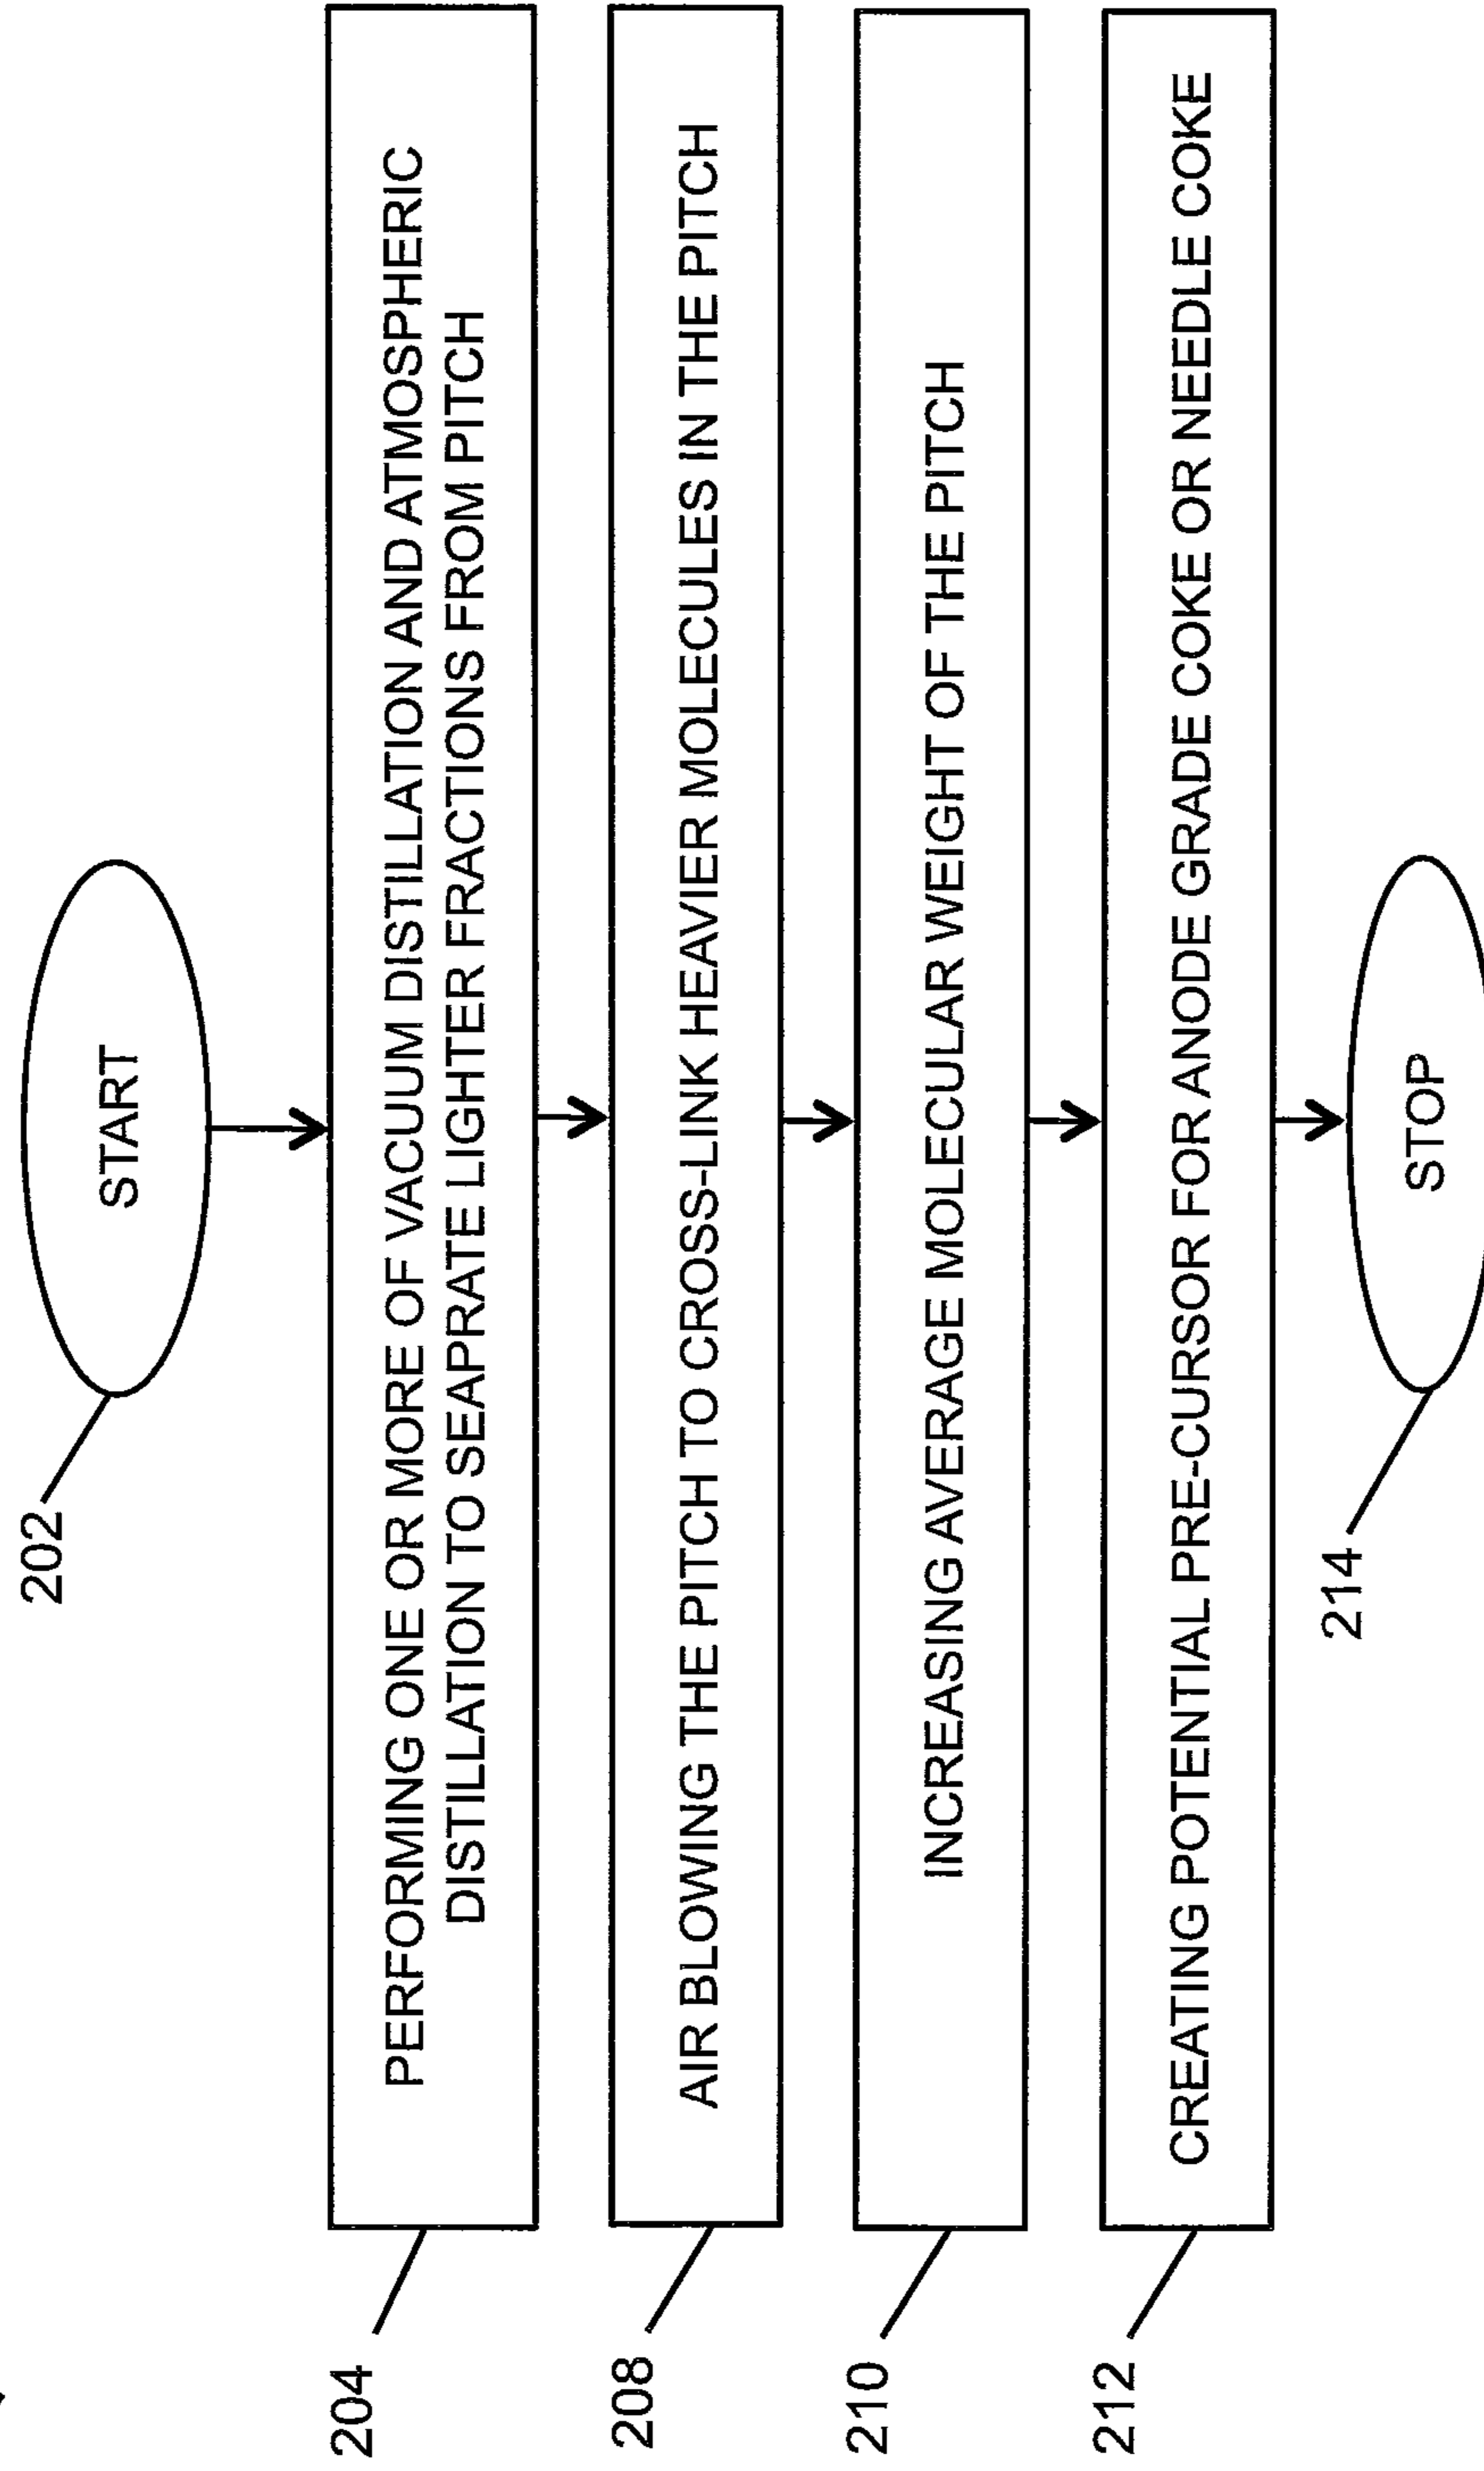 202
START
204
PERFORMING ONE OR MORE OF VACUUM DISTILLATION AND ATMOSPHERIC
DISTILLATION TO SEAPRATE LIGHTER FRACTIONS FROM PITCH
208
AIR BLOWING THE PITCH TO CROSS-LINK HEAVIER MOLECULES IN THE PITCH
210
INCREASING AVERAGE MOLECULAR WEIGHT OF THE PITCH
212
CREATING POTENTIAL PRE-CURSOR FOR ANODE GRADE COKE OR NEEDLE COKE
214
STOP